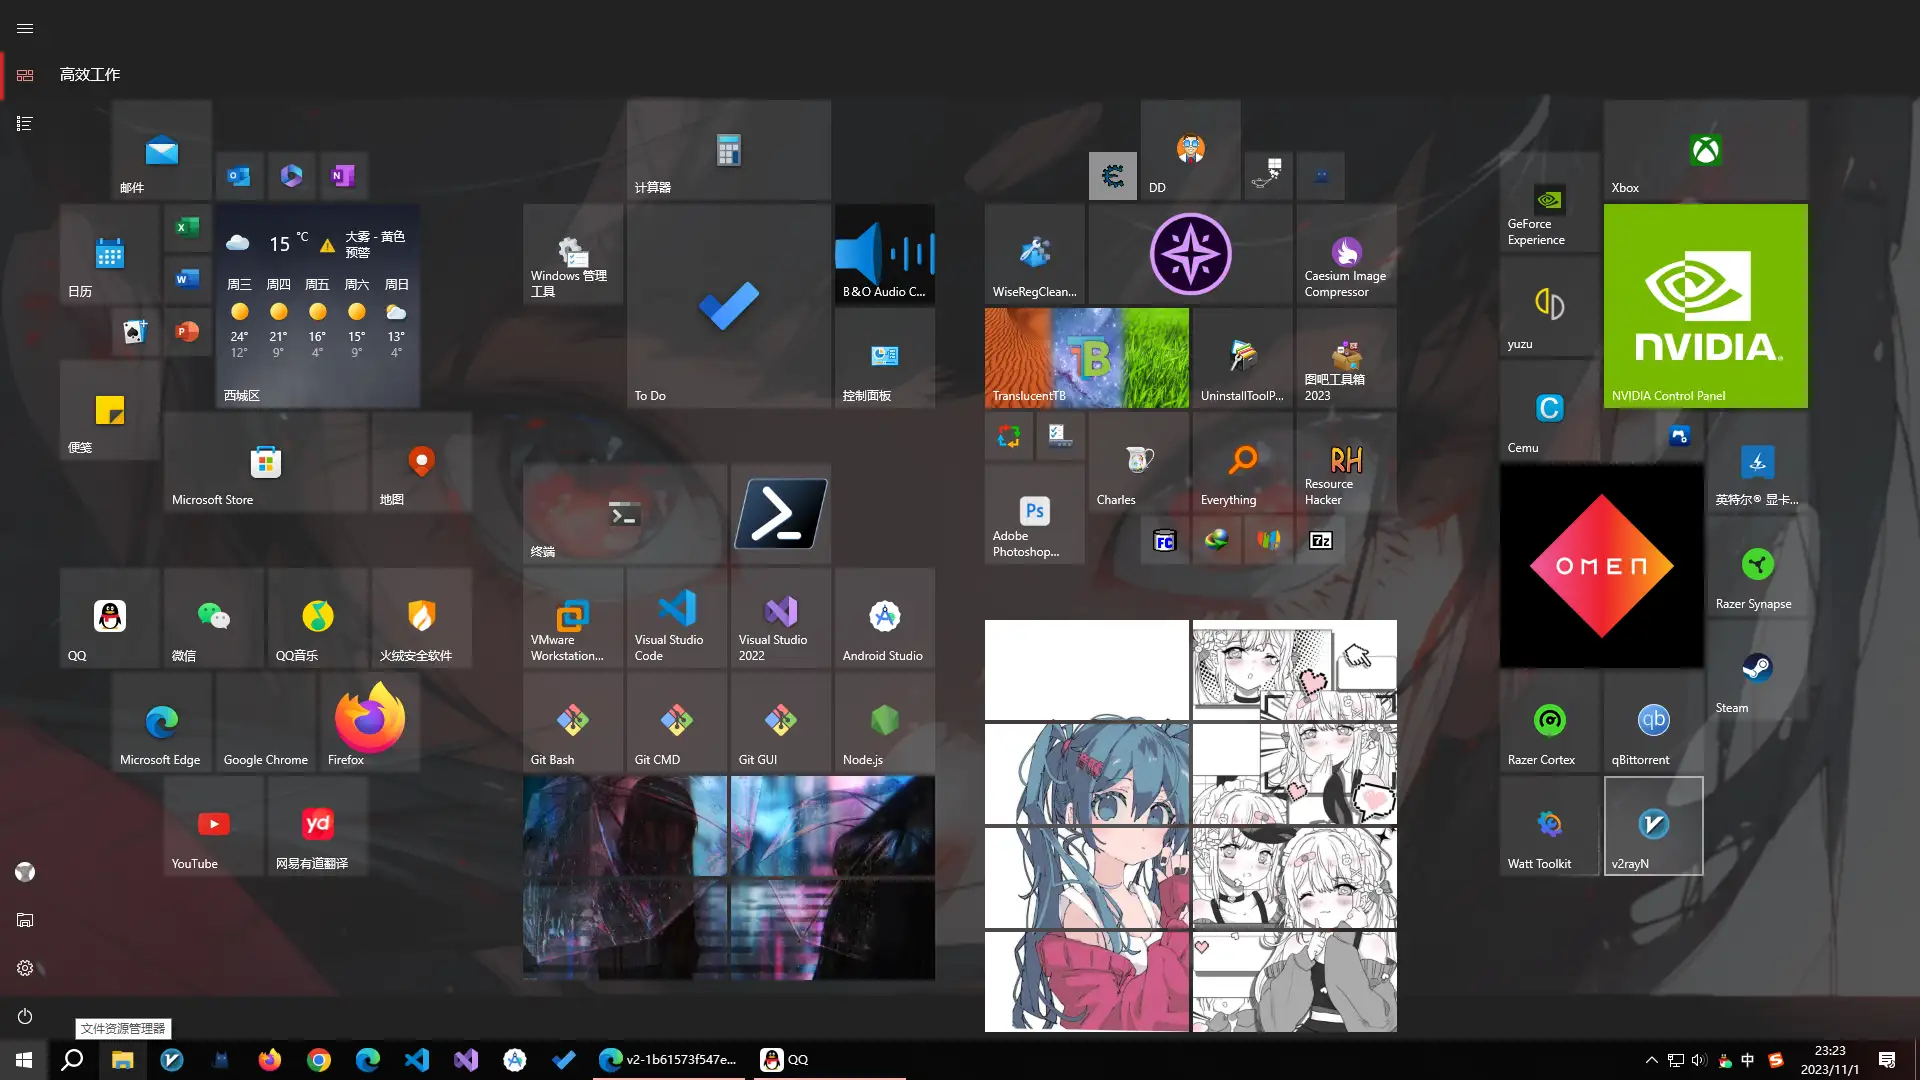 高效工作
邮件
日历
15 °C
大雾 - 黄色
预警
周三 周四 周五 周六 周日
24° 21° 16° 15° 13°
12° 9° 4° 9° 4°
西城区
便笺
Microsoft Store
地图
QQ
微信
QQ音乐
火绒安全软件
Microsoft Edge
Google Chrome
Firefox
YouTube
yd
网易有道翻译
计算器
Windows 管理
工具
To Do
B&O Audio C...
控制面板
终端
VMware
Workstation...
Visual Studio
Code
Visual Studio
2022
Android Studio
Git Bash
Git CMD
Git GUI
Node.js
DD
WiseRegClean...
Caesium Image
Compressor
TB
TranslucentTB
UninstallToolP...
图吧工具箱
2023
Charles
Everything
RH
Resource
Hacker
Ps
Adobe
Photoshop...
FC
7z
Xbox
GeForce
Experience
NVIDIA
NVIDIA Control Panel
yuzu
Cemu
英特尔® 显卡...
OMEN
Razer Synapse
Steam
Razer Cortex
qb
qBittorrent
Watt Toolkit
v2rayN
文件资源管理器
v2-1b61573f547e...
QQ
中
23:23
2023/11/1